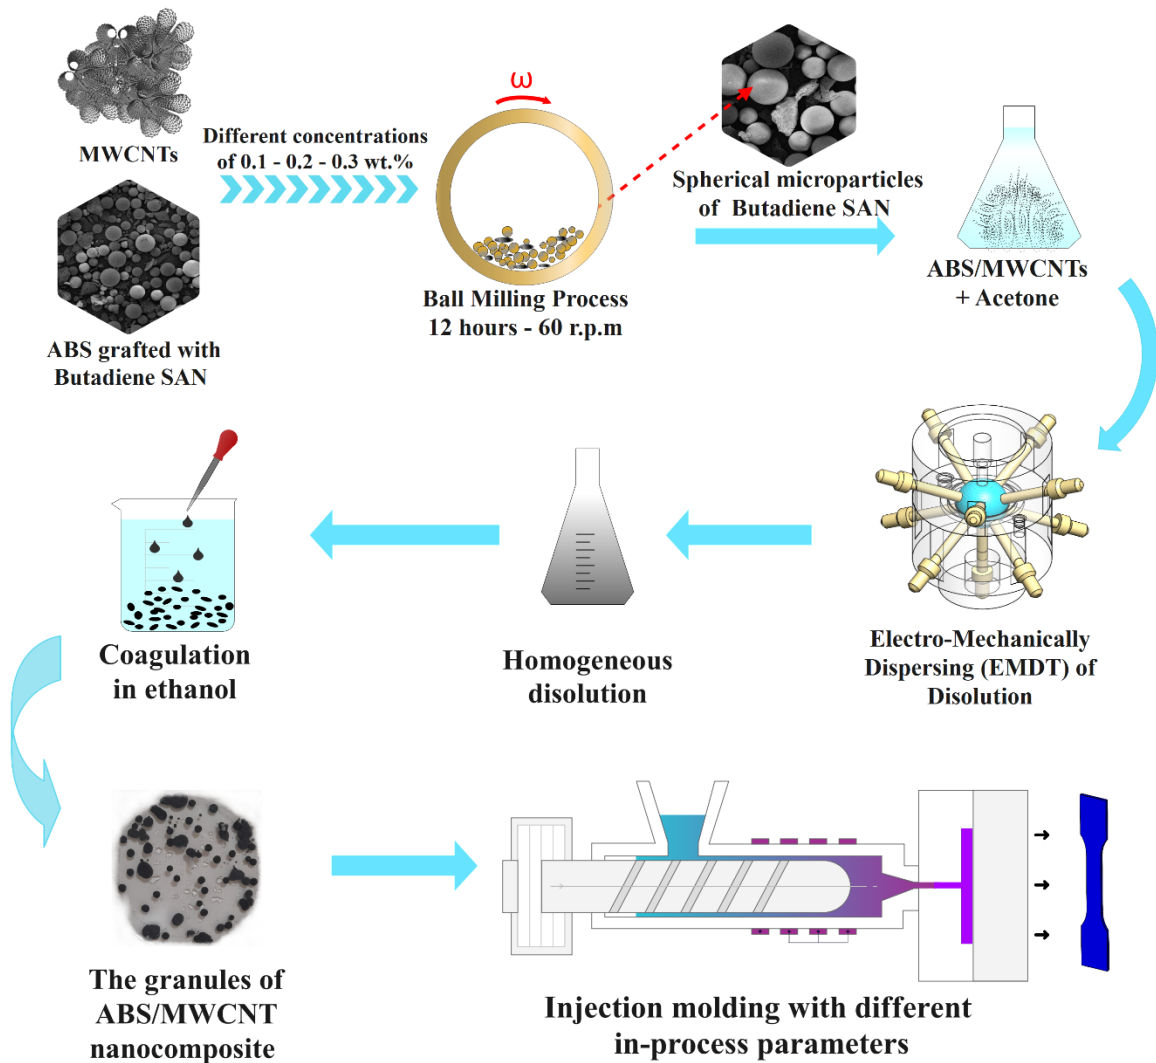 MWCNTs
Different concentrations
of 0.1 - 0.2 - 0.3 wt.%
ABS grafted with
Butadiene SAN
ω
Ball Milling Process
12 hours - 60 r.p.m
Spherical microparticles
of Butadiene SAN
ABS/MWCNTs
+ Acetone
Electro-Mechanically
Dispersing (EMDT) of
Disolution
Homogeneous
disolution
Coagulation
in ethanol
The granules of
ABS/MWCNT
nanocomposite
Injection molding with different
in-process parameters